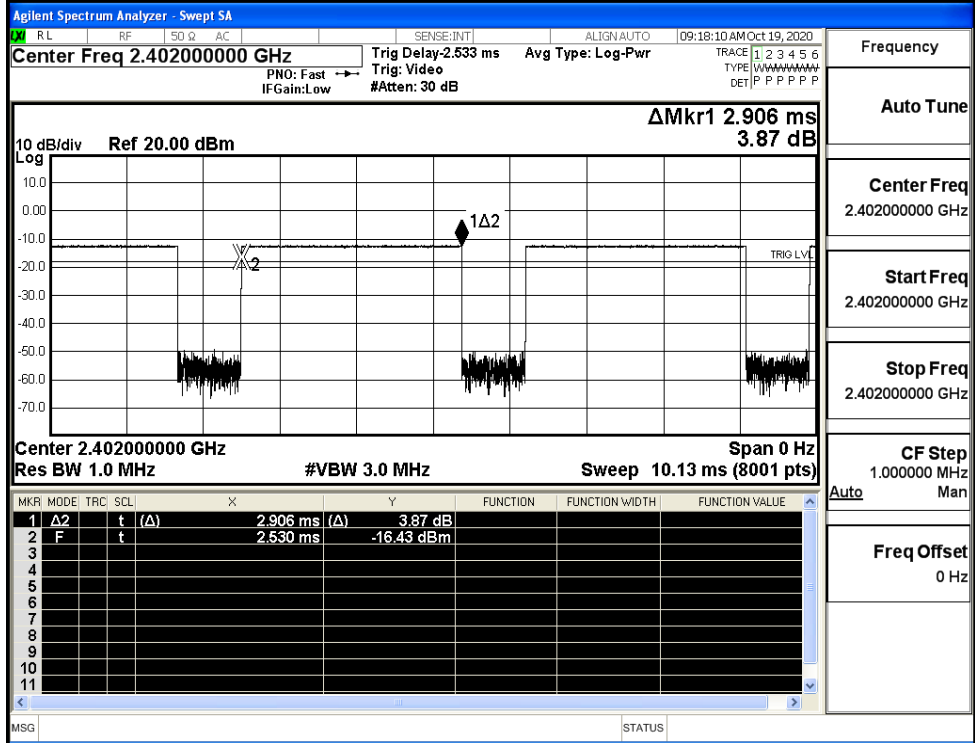 Agilent Spectrum Analyzer - Swept SA
LXI RL RF 50 Ω AC SENSE:INT ALIGN AUTO 09:18:10 AM Oct 19, 2020
Center Freq 2.402000000 GHz
PNO: Fast
IFGain:Low
Trig Delay-2.533 ms
Trig: Video
#Atten: 30 dB
Avg Type: Log-Pwr
TRACE 1 2 3 4 5 6
TYPE WWWWWW
DET P P P P P P
ΔMkr1 2.906 ms
3.87 dB
10 dB/div Ref 20.00 dBm
Log
10.0
0.00
-10.0
-20.0
-30.0
-40.0
-50.0
-60.0
-70.0
1Δ2
2
TRIG LVL
Center 2.402000000 GHz Span 0 Hz
Res BW 1.0 MHz #VBW 3.0 MHz Sweep 10.13 ms (8001 pts)
MKR MODE TRC SCL X Y FUNCTION FUNCTION WIDTH FUNCTION VALUE
1 Δ2 t (Δ) 2.906 ms (Δ) 3.87 dB
2 F t 2.530 ms -16.43 dBm
3
4
5
6
7
8
9
10
11
MSG STATUS
Frequency
Auto Tune
Center Freq
2.402000000 GHz
Start Freq
2.402000000 GHz
Stop Freq
2.402000000 GHz
CF Step
1.000000 MHz
Auto Man
Freq Offset
0 Hz